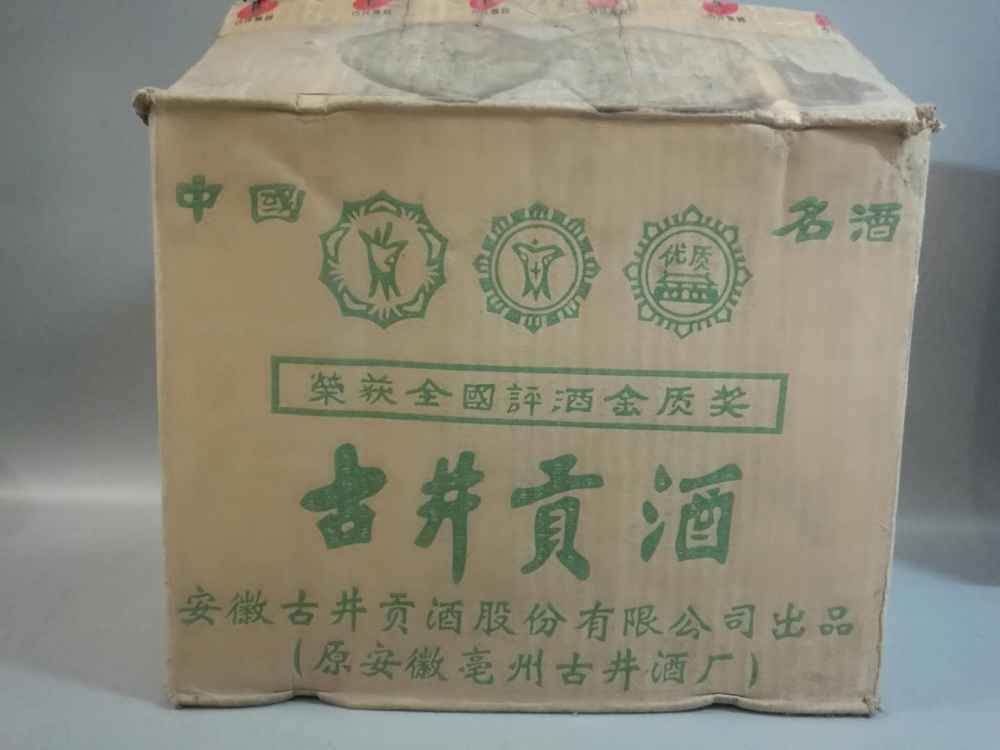 中國 名酒
优质
榮获全國評酒金质奖
古井贡酒
安徽古井贡酒股份有限公司出品
(原安徽亳州古井酒厂)